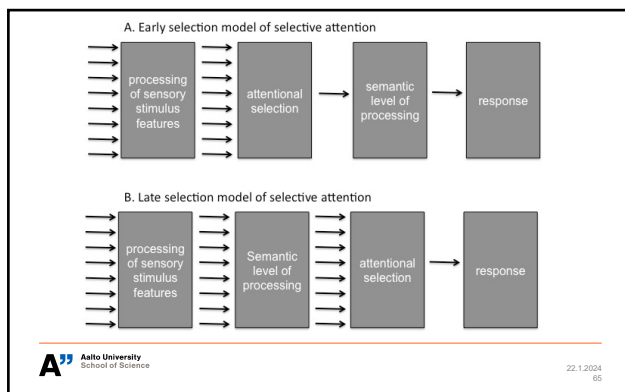 A. Early selection model of selective attention
processing
of sensory
stimulus
features
attentional
selection
semantic
level of
processing
response
B. Late selection model of selective attention
processing
of sensory
stimulus
features
Semantic
level of
processing
attentional
selection
response
A”
Aalto University
School of Science
22.1.2024
65